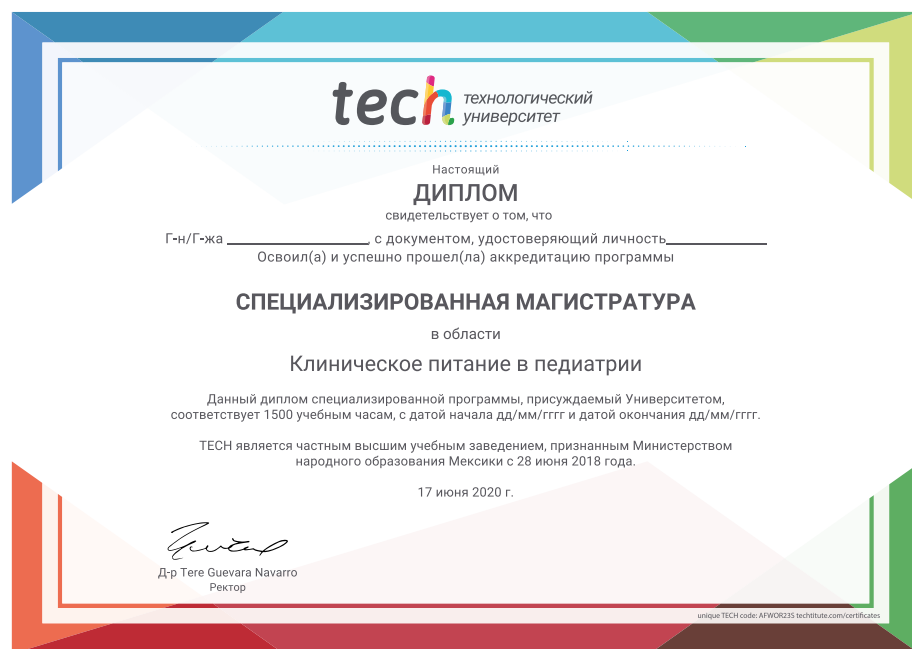 tech технологический университет
Настоящий
ДИПЛОМ
свидетельствует о том, что
Г-н/Г-жа __________________, с документом, удостоверяющий личность_____________
Освоил(а) и успешно прошел(ла) аккредитацию программы
СПЕЦИАЛИЗИРОВАННАЯ МАГИСТРАТУРА
в области
Клиническое питание в педиатрии
Данный диплом специализированной программы, присуждаемый Университетом,
соответствует 1500 учебным часам, с датой начала дд/мм/гггг и датой окончания дд/мм/гггг.
TECH является частным высшим учебным заведением, признанным Министерством
народного образования Мексики с 28 июня 2018 года.
17 июня 2020 г.
Д-р Tere Guevara Navarro
Ректор
unique TECH code: AFWOR23S techtitute.com/certificates